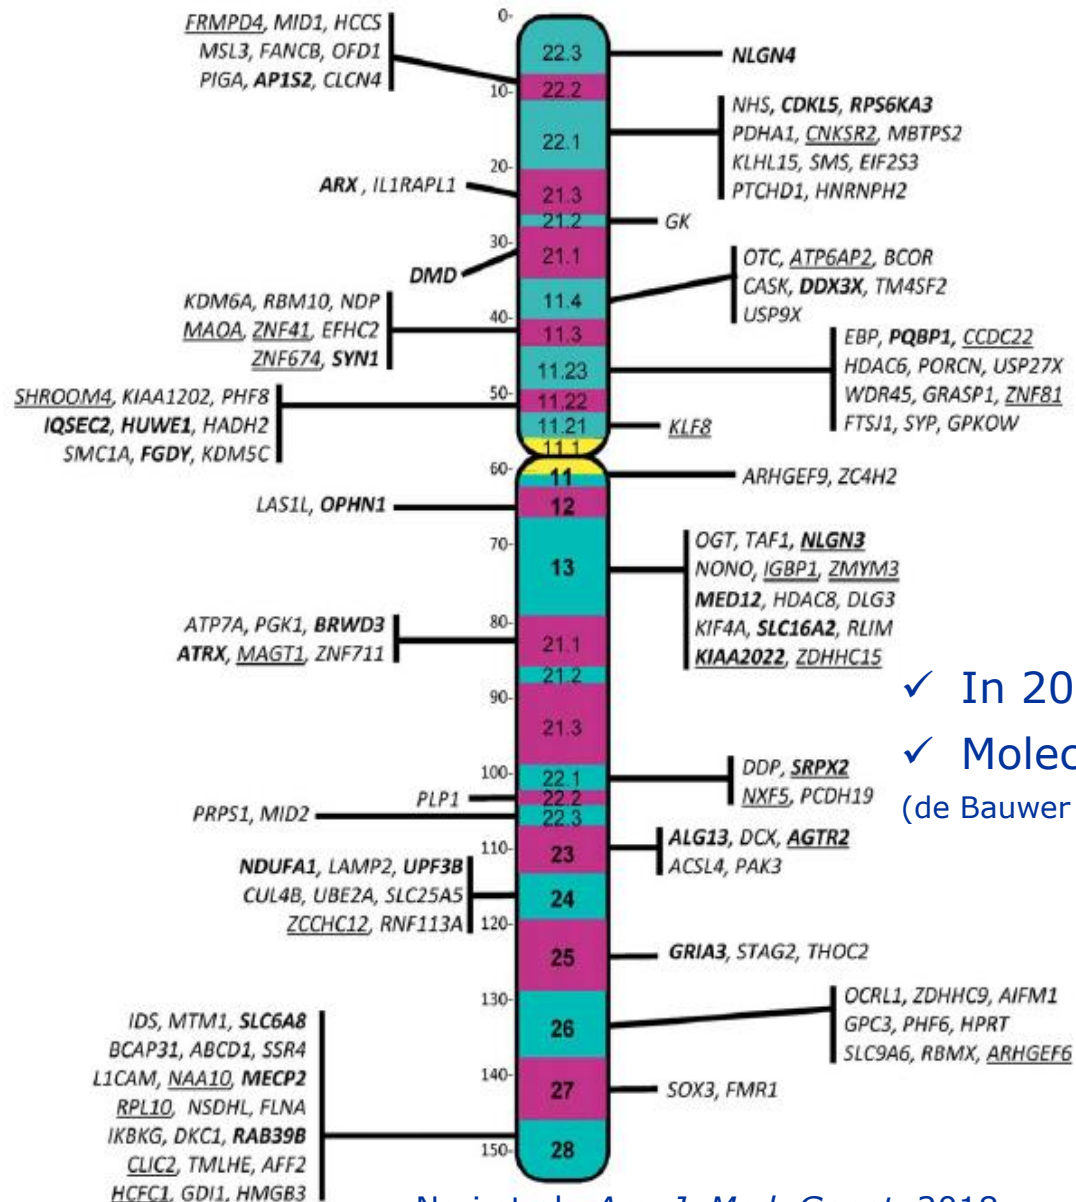 FRMPD4, MID1, HCCS
MSL3, FANCB, OFD1
PIGA, AP1S2, CLCN4
ARX , IL1RAPL1
DMD
KDM6A, RBM10, NDP
MAOA, ZNF41, EFHC2
ZNF674, SYN1
SHROOM4, KIAA1202, PHF8
IQSEC2, HUWE1, HADH2
SMC1A, FGDY, KDM5C
LAS1L, OPHN1
ATP7A, PGK1, BRWD3
ATRX, MAGT1, ZNF711
PLP1
PRPS1, MID2
NDUFA1, LAMP2, UPF3B
CUL4B, UBE2A, SLC25A5
ZCCHC12, RNF113A
IDS, MTM1, SLC6A8
BCAP31, ABCD1, SSR4
L1CAM, NAA10, MECP2
RPL10, NSDHL, FLNA
IKBKG, DKC1, RAB39B
CLIC2, TMLHE, AFF2
HCFC1, GDI1, HMGB3
0-
10-
20-
30-
40-
50-
60-
70-
80-
90-
100-
110-
120-
130-
140-
150-
22.3
22.2
22.1
21.3
21.2
21.1
11.4
11.3
11.23
11.22
11.21
11.1
11
12
13
21.1
21.2
21.3
22.1
22.2
22.3
23
24
25
26
27
28
NLGN4
NHS, CDKL5, RPS6KA3
PDHA1, CNKSR2, MBTPS2
KLHL15, SMS, EIF2S3
PTCHD1, HNRNPH2
GK
OTC, ATP6AP2, BCOR
CASK, DDX3X, TM4SF2
USP9X
EBP, PQBP1, CCDC22
HDAC6, PORCN, USP27X
WDR45, GRASP1, ZNF81
FTSJ1, SYP, GPKOW
KLF8
ARHGEF9, ZC4H2
OGT, TAF1, NLGN3
NONO, IGBP1, ZMYM3
MED12, HDAC8, DLG3
KIF4A, SLC16A2, RLIM
KIAA2022, ZDHHC15
DDP, SRPX2
NXF5, PCDH19
ALG13, DCX, AGTR2
ACSL4, PAK3
GRIA3, STAG2, THOC2
OCRL1, ZDHHC9, AIFM1
GPC3, PHF6, HPRT
SLC9A6, RBMX, ARHGEF6
SOX3, FMR1
✓ In 20
✓ Molec
(de Bauwer
2018